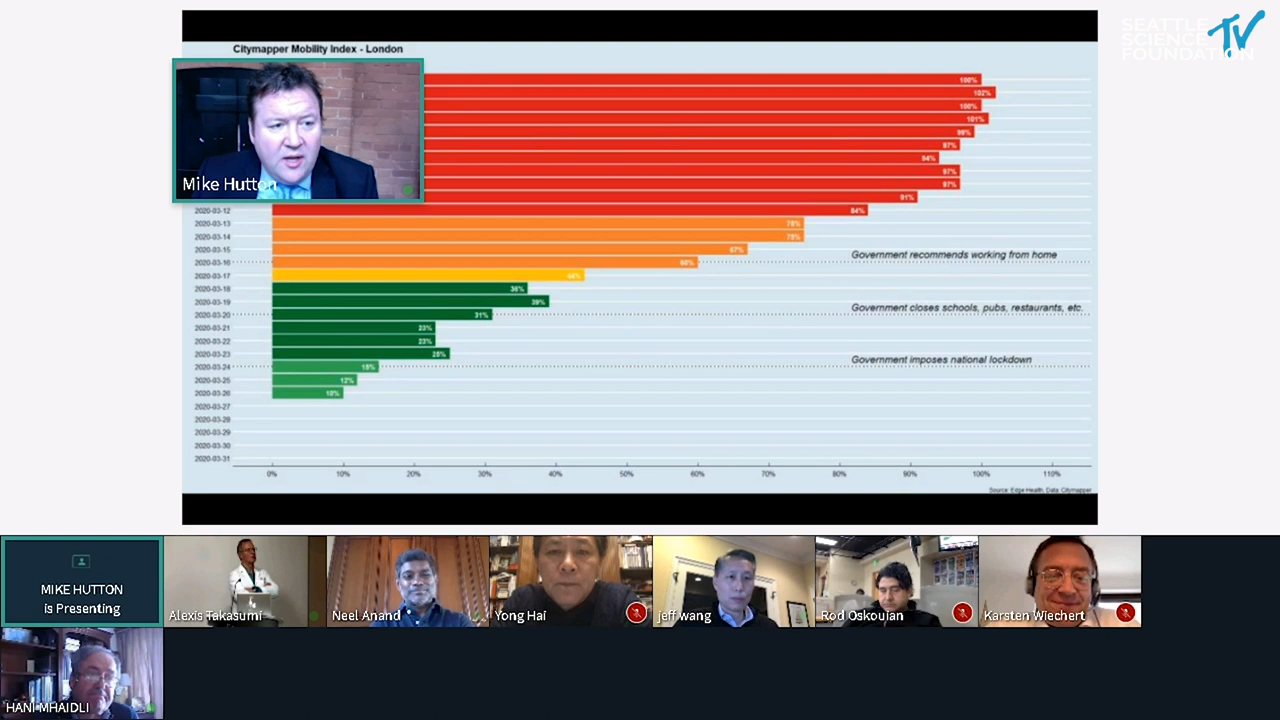 SEATTLE
SCIENCE
FOUNDATION
TV
Citymapper Mobility Index - London
Mike Hutton
100%
102%
100%
101%
99%
97%
94%
97%
97%
91%
2020-03-12
84%
2020-03-13
2020-03-14
2020-03-15
67%
Government recommends working from home
2020-03-16
60%
2020-03-17
44%
2020-03-18
36%
2020-03-19
39%
Government closes schools, pubs, restaurants, etc.
2020-03-20
31%
2020-03-21
23%
2020-03-22
23%
2020-03-23
25%
Government imposes national lockdown
2020-03-24
15%
2020-03-25
12%
2020-03-26
10%
2020-03-27
2020-03-28
2020-03-29
2020-03-30
2020-03-31
0% 10% 20% 30% 40% 50% 60% 70% 80% 90% 100% 110%
Source: Edge Health, Data: Citymapper
MIKE HUTTON
is Presenting
Alexis Takasumi
Neel Anand
Yong Hai
jeff wang
Rod Oskouian
Karsten Wiechert
HANI MHAIDLI